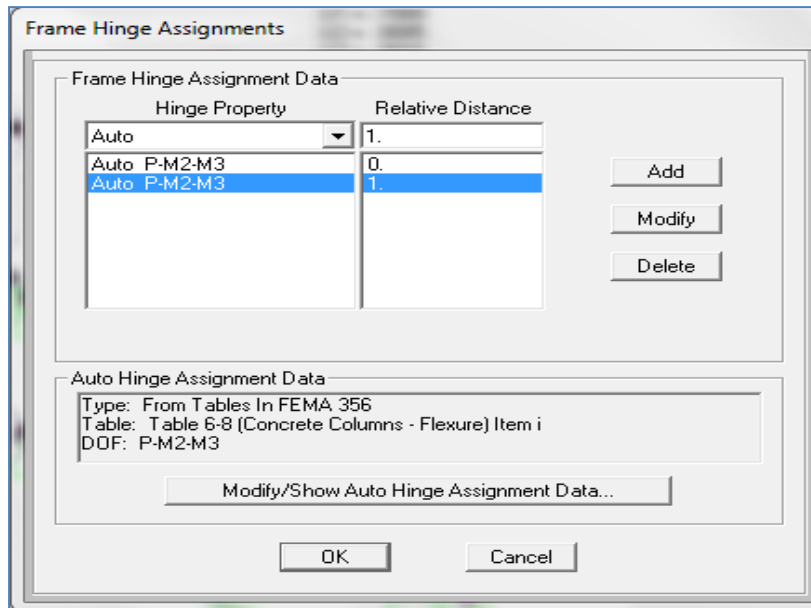 Frame Hinge Assignments
Frame Hinge Assignment Data
Hinge Property Relative Distance
Auto 1.
Auto P-M2-M3 0.
Auto P-M2-M3 1.
Add
Modify
Delete
Auto Hinge Assignment Data
Type: From Tables In FEMA 356
Table: Table 6-8 (Concrete Columns - Flexure) Item i
DOF: P-M2-M3
Modify/Show Auto Hinge Assignment Data...
OK Cancel